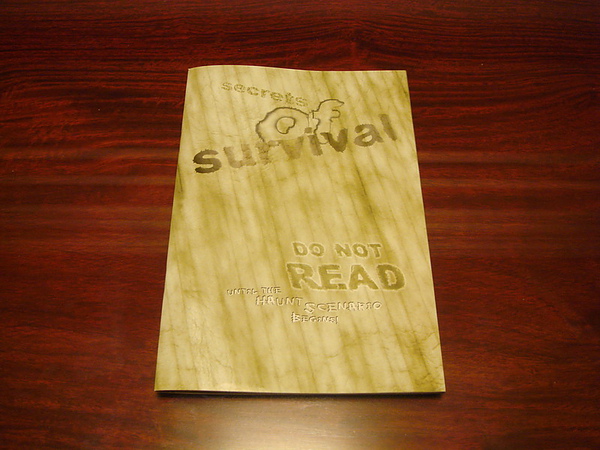 secrets
Of
survival
DO NOT
READ
UNTIL THE
HAUNT SCENARIO
BEGINS!